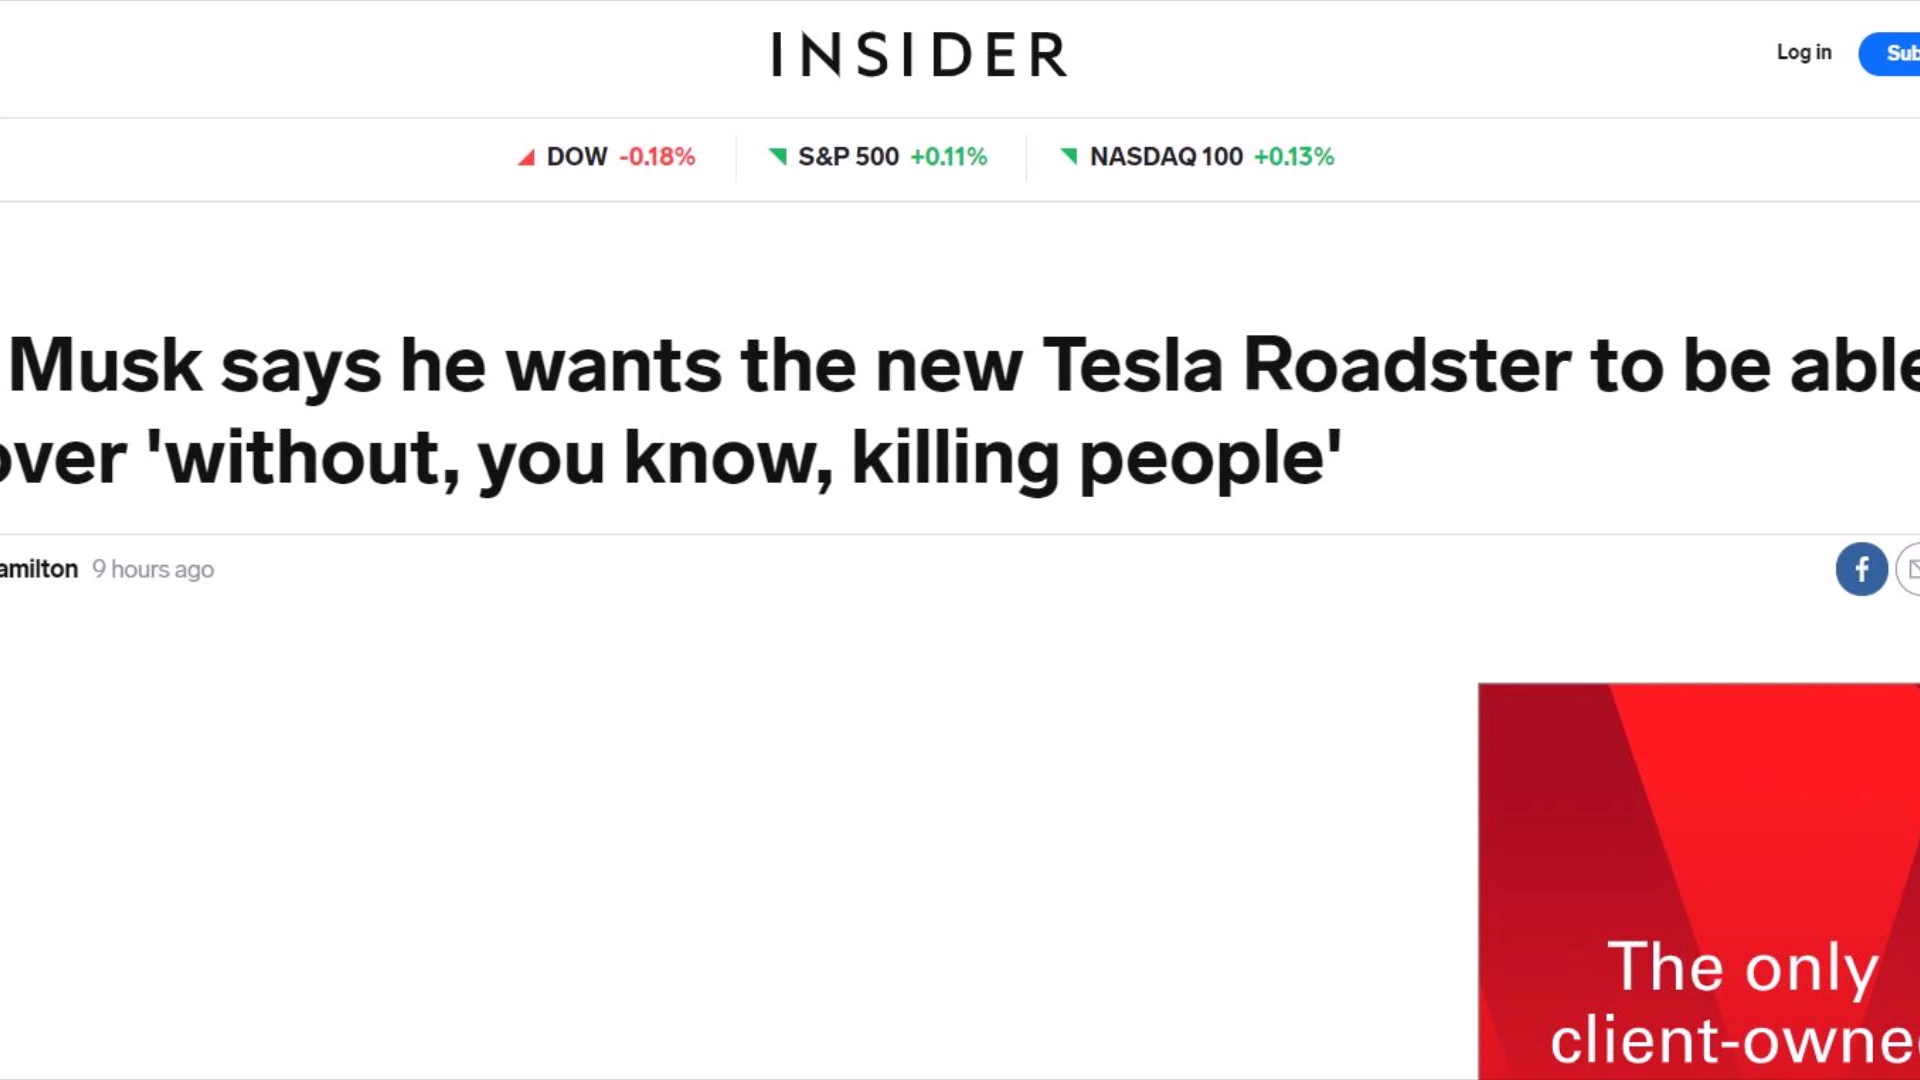 INSIDER
Log in
Sub
DOW -0.18%
S&P 500 +0.11%
NASDAQ 100 +0.13%
Musk says he wants the new Tesla Roadster to be able
over 'without, you know, killing people'
amilton 9 hours ago
f
The only
client-owne